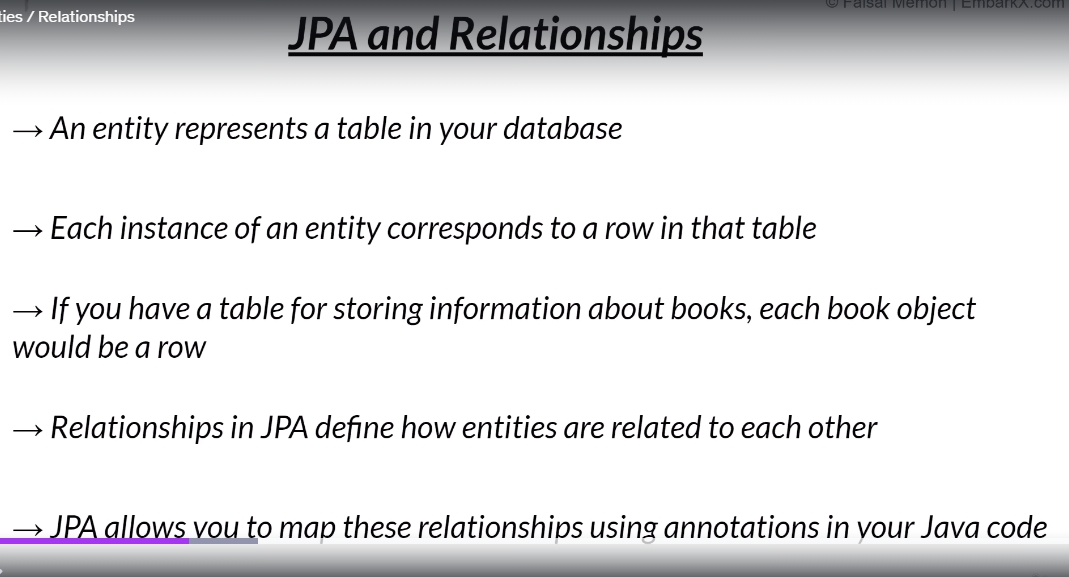 ties / Relationships
© Faisal Memon | EmbarkX.com
JPA and Relationships
→ An entity represents a table in your database
→ Each instance of an entity corresponds to a row in that table
→ If you have a table for storing information about books, each book object
would be a row
→ Relationships in JPA define how entities are related to each other
→ JPA allows you to map these relationships using annotations in your Java code